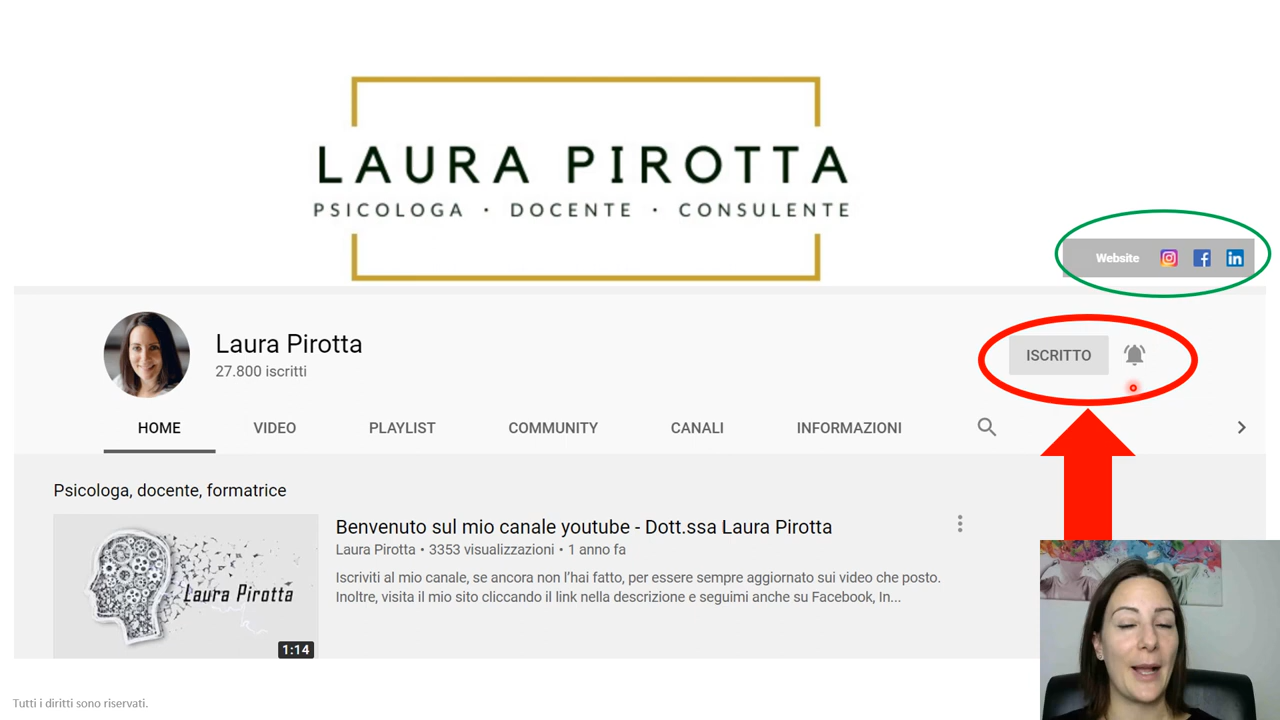 LAURA PIROTTA
PSICOLOGA · DOCENTE · CONSULENTE
Website
Laura Pirotta
27.800 iscritti
ISCRITTO
HOME VIDEO PLAYLIST COMMUNITY CANALI INFORMAZIONI
Psicologa, docente, formatrice
Laura Pirotta
1:14
Benvenuto sul mio canale youtube - Dott.ssa Laura Pirotta
Laura Pirotta • 3353 visualizzazioni • 1 anno fa
Iscriviti al mio canale, se ancora non l'hai fatto, per essere sempre aggiornato sui video che posto.
Inoltre, visita il mio sito cliccando il link nella descrizione e seguimi anche su Facebook, In...
Tutti i diritti sono riservati.